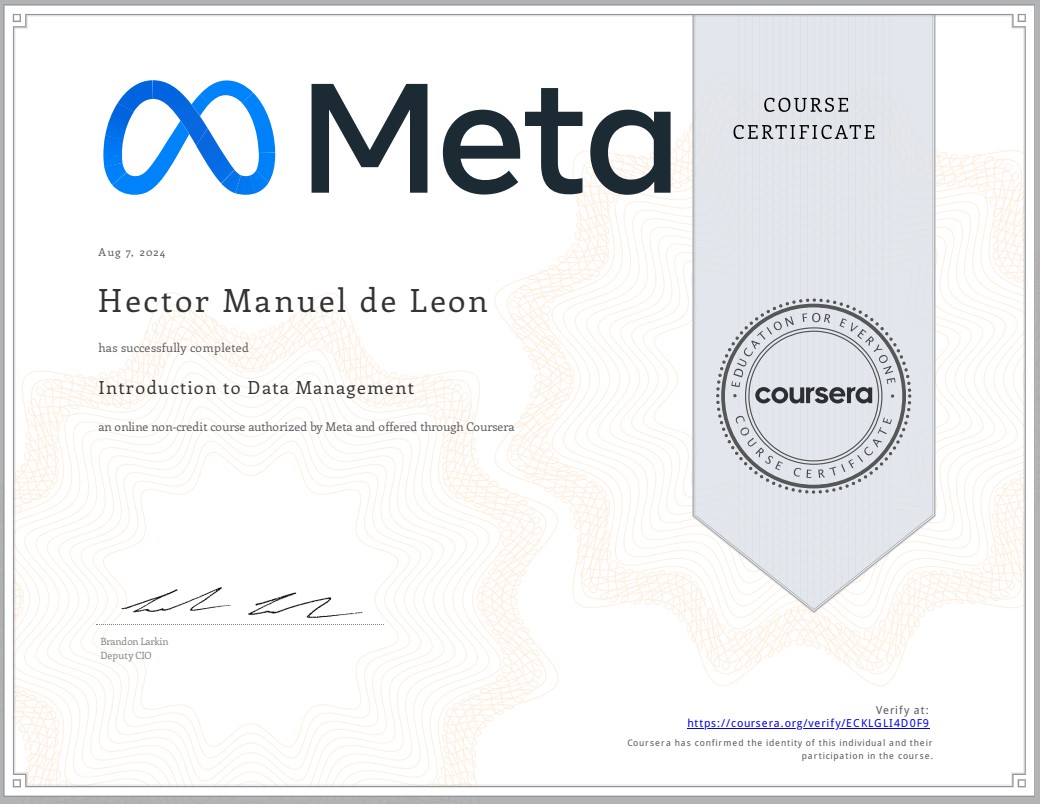 Meta
COURSE
CERTIFICATE
Aug 7, 2024
Hector Manuel de Leon
has successfully completed
Introduction to Data Management
an online non-credit course authorized by Meta and offered through Coursera
EDUCATION FOR EVERYONE
coursera
COURSE CERTIFICATE
Brandon Larkin
Deputy CIO
Verify at:
https://coursera.org/verify/ECKLGLI4D0F9
Coursera has confirmed the identity of this individual and their
participation in the course.